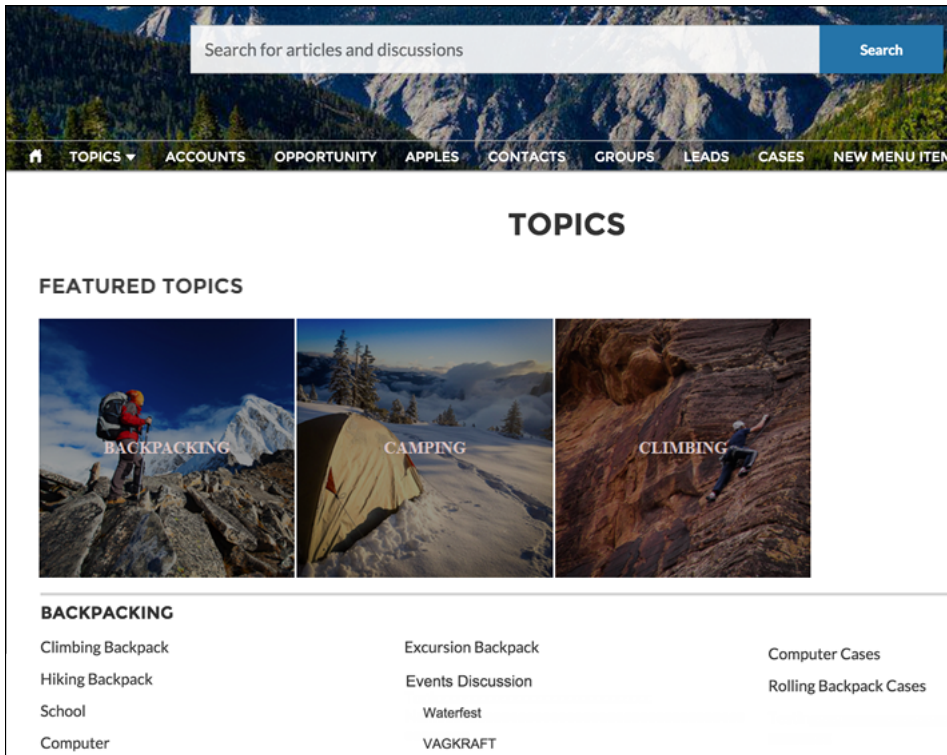 Search for articles and discussions Search
TOPICS ACCOUNTS OPPORTUNITY APPLES CONTACTS GROUPS LEADS CASES NEW MENU ITEM
TOPICS
FEATURED TOPICS
BACKPACKING CAMPING CLIMBING
BACKPACKING
Climbing Backpack
Hiking Backpack
School
Computer
Excursion Backpack
Events Discussion
Waterfest
VAGKRAFT
Computer Cases
Rolling Backpack Cases